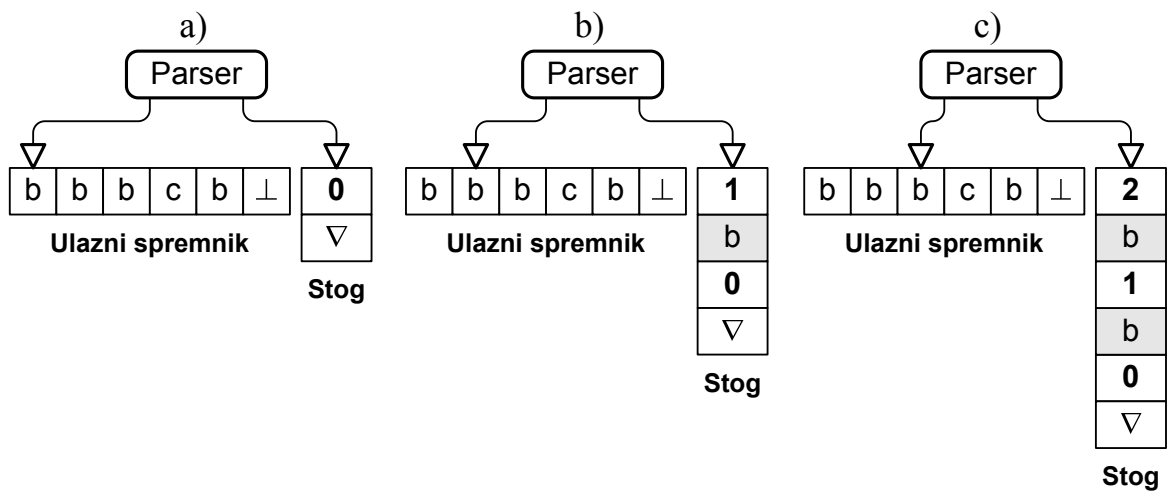 a)
Parser
b b b c b ⊥
Ulazni spremnik
0
∇
Stog
b)
Parser
b b b c b ⊥
Ulazni spremnik
1
b
0
∇
Stog
c)
Parser
b b b c b ⊥
Ulazni spremnik
2
b
1
b
0
∇
Stog